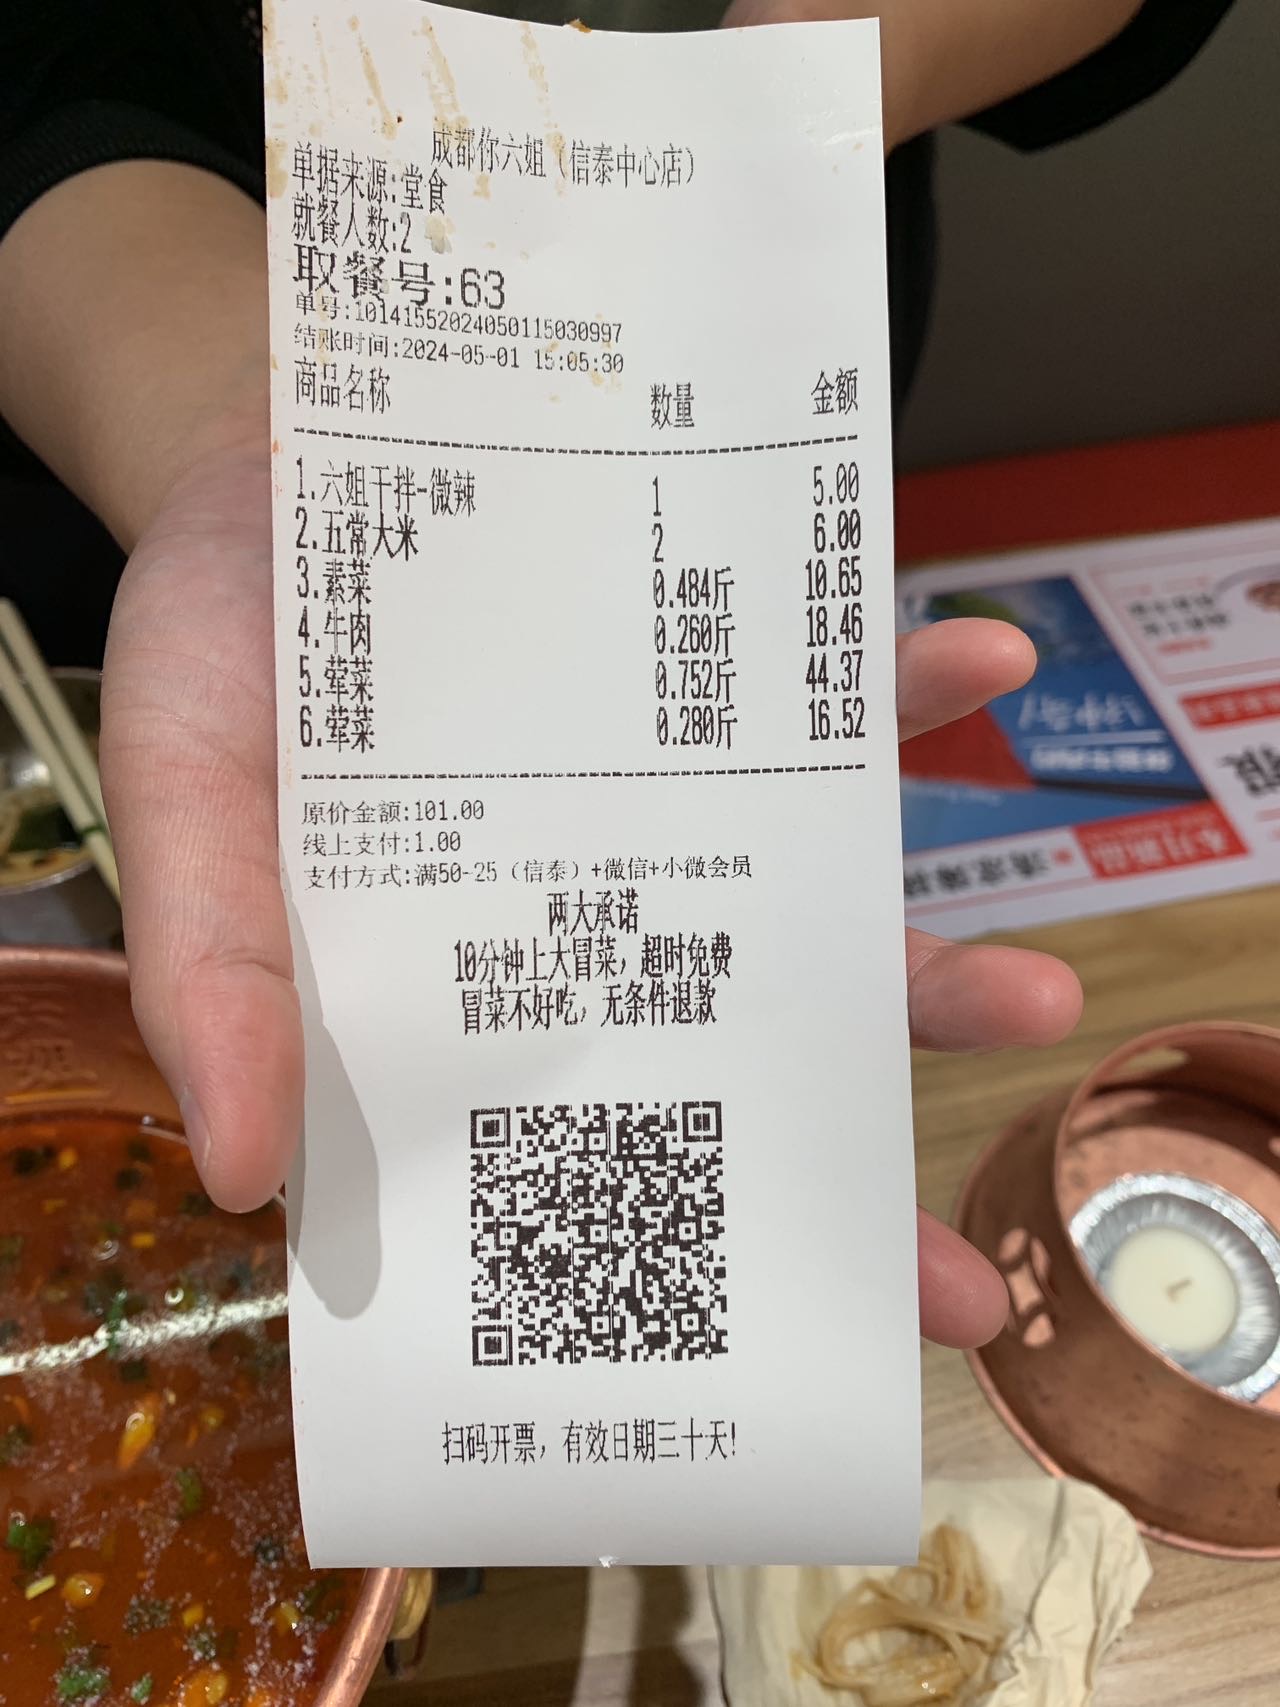 成都你六姐（信泰中心店）
单据来源:堂食
就餐人数:2
取餐号:63
单号:10141552024050115030997
结账时间:2024-05-01 15:05:30
商品名称 数量 金额
1.六姐干拌-微辣 1 5.00
2.五常大米 2 6.00
3.素菜 0.484斤 10.65
4.牛肉 0.260斤 18.46
5.荤菜 0.752斤 44.37
6.荤菜 0.280斤 16.52
原价金额:101.00
线上支付:1.00
支付方式:满50-25（信泰）+微信+小微会员
两大承诺
10分钟上大冒菜，超时免费
冒菜不好吃，无条件退款
扫码开票，有效日期三十天!
本月新品